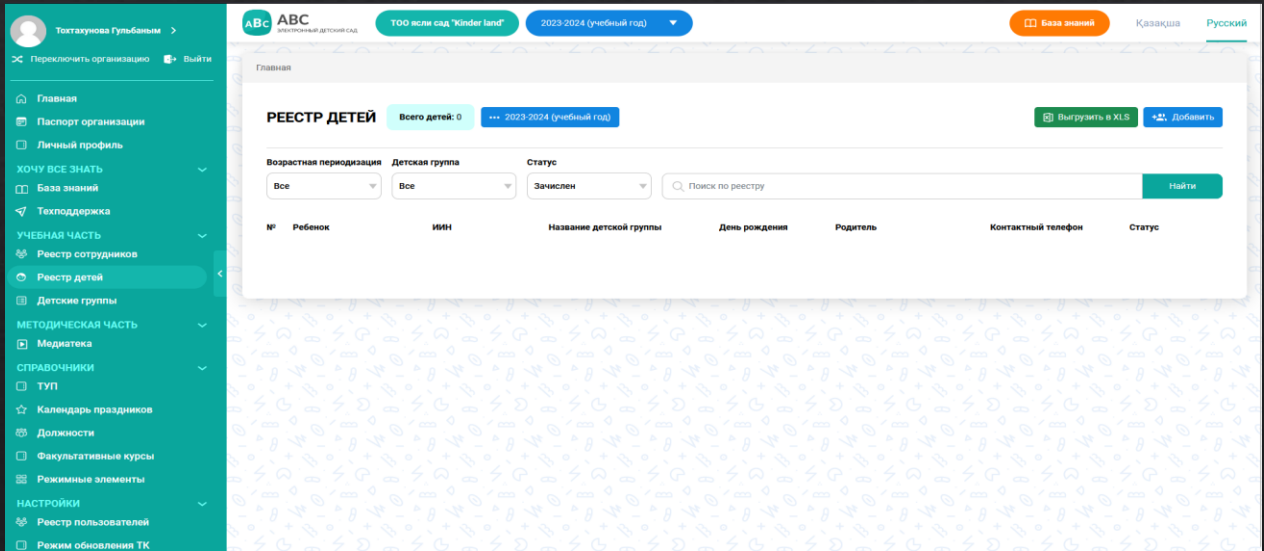 Тохтахунова Гульбаным
Переключить организацию Выйти
Главная
Паспорт организации
Личный профиль
ХОЧУ ВСЕ ЗНАТЬ
База знаний
Техподдержка
УЧЕБНАЯ ЧАСТЬ
Реестр сотрудников
Реестр детей
Детские группы
МЕТОДИЧЕСКАЯ ЧАСТЬ
Медиатека
СПРАВОЧНИКИ
ТУП
Календарь праздников
Должности
Факультативные курсы
Режимные элементы
НАСТРОЙКИ
Реестр пользователей
Режим обновления ТК
ABC ABC
ЭЛЕКТРОННЫЙ ДЕТСКИЙ САД
ТОО ясли сад "Kinder land" 2023-2024 (учебный год) База знаний Қазақша Русский
Главная
РЕЕСТР ДЕТЕЙ Всего детей: 0 ••• 2023-2024 (учебный год) Выгрузить в XLS Добавить
Возрастная периодизация Детская группа Статус
Все Все Зачислен Поиск по реестру Найти
№ Ребенок ИИН Название детской группы День рождения Родитель Контактный телефон Статус